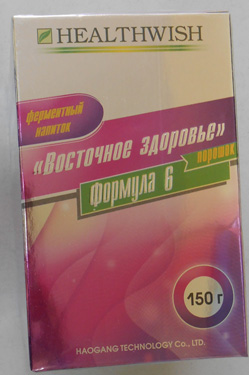 HEALTHWISH
ферментный
напиток
«Восточное здоровье»
порошок
Формула 6
150 г
HAOGANG TECHNOLOGY Co., LTD.